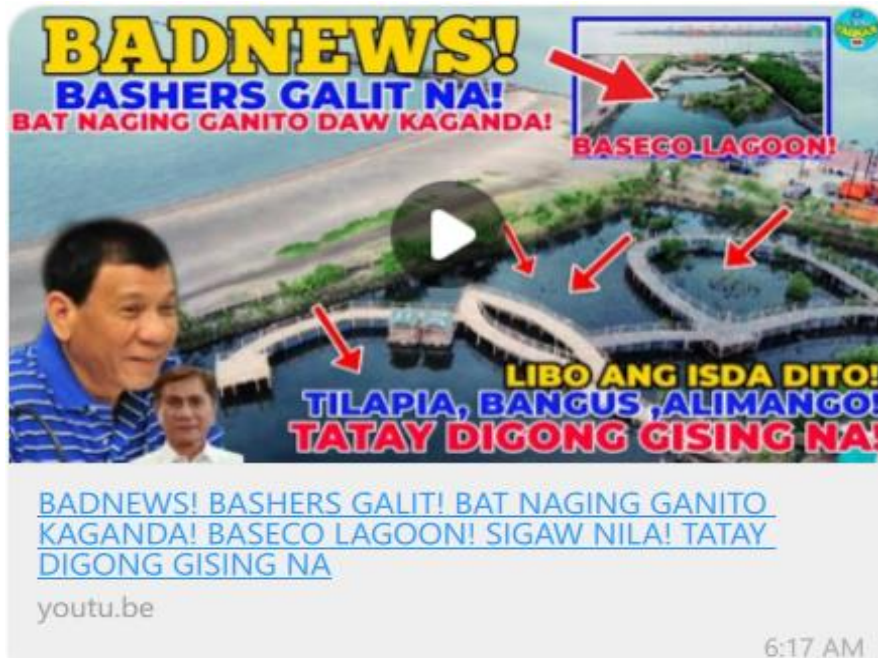 BADNEWS!
BASHERS GALIT NA!
BAT NAGING GANITO DAW KAGANDA!
BASECO LAGOON!
LIBO ANG ISDA DITO!
TILAPIA, BANGUS ,ALIMANGO!
TATAY DIGONG GISING NA!
BADNEWS! BASHERS GALIT! BAT NAGING GANITO
KAGANDA! BASECO LAGOON! SIGAW NILA! TATAY
DIGONG GISING NA
youtu.be
6:17 AM